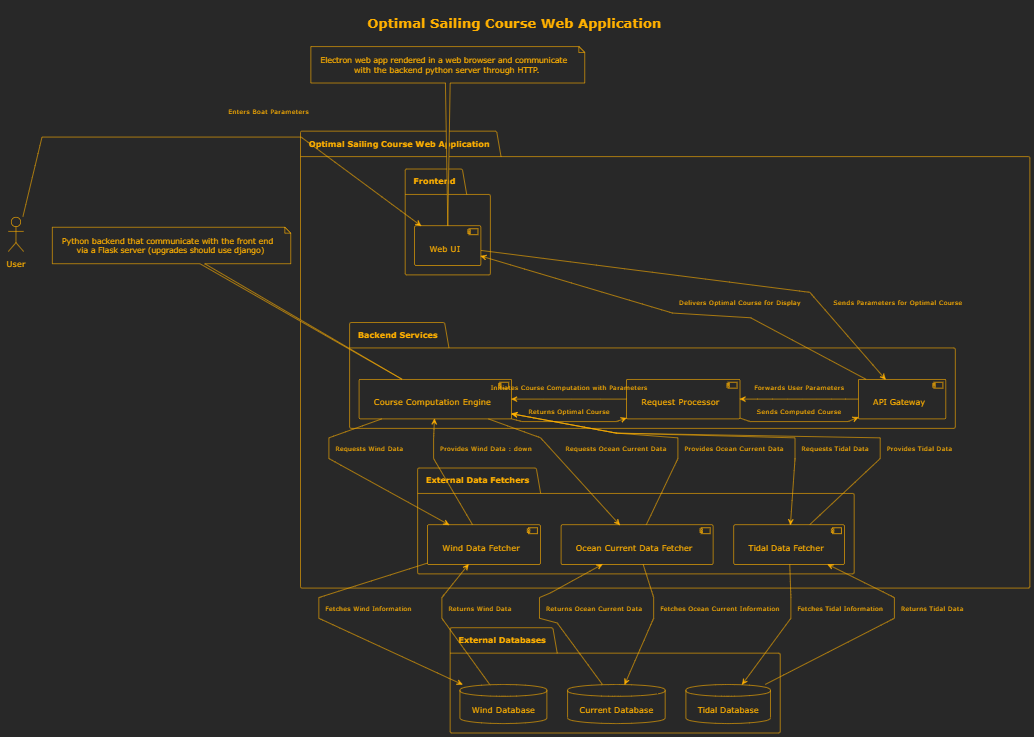 Optimal Sailing Course Web Application
Electron web app rendered in a web browser and communicate
with the backend python server through HTTP.
Enters Boat Parameters
Optimal Sailing Course Web Application
Frontend
Web UI
User
Python backend that communicate with the front end
via a Flask server (upgrades should use django)
Delivers Optimal Course for Display
Sends Parameters for Optimal Course
Backend Services
Course Computation Engine
Initiates Course Computation with Parameters
Returns Optimal Course
Request Processor
Forwards User Parameters
Sends Computed Course
API Gateway
Requests Wind Data
Provides Wind Data : down
Requests Ocean Current Data
Provides Ocean Current Data
Requests Tidal Data
Provides Tidal Data
External Data Fetchers
Wind Data Fetcher
Ocean Current Data Fetcher
Tidal Data Fetcher
Fetches Wind Information
Returns Wind Data
Returns Ocean Current Data
Fetches Ocean Current Information
Fetches Tidal Information
Returns Tidal Data
External Databases
Wind Database
Current Database
Tidal Database